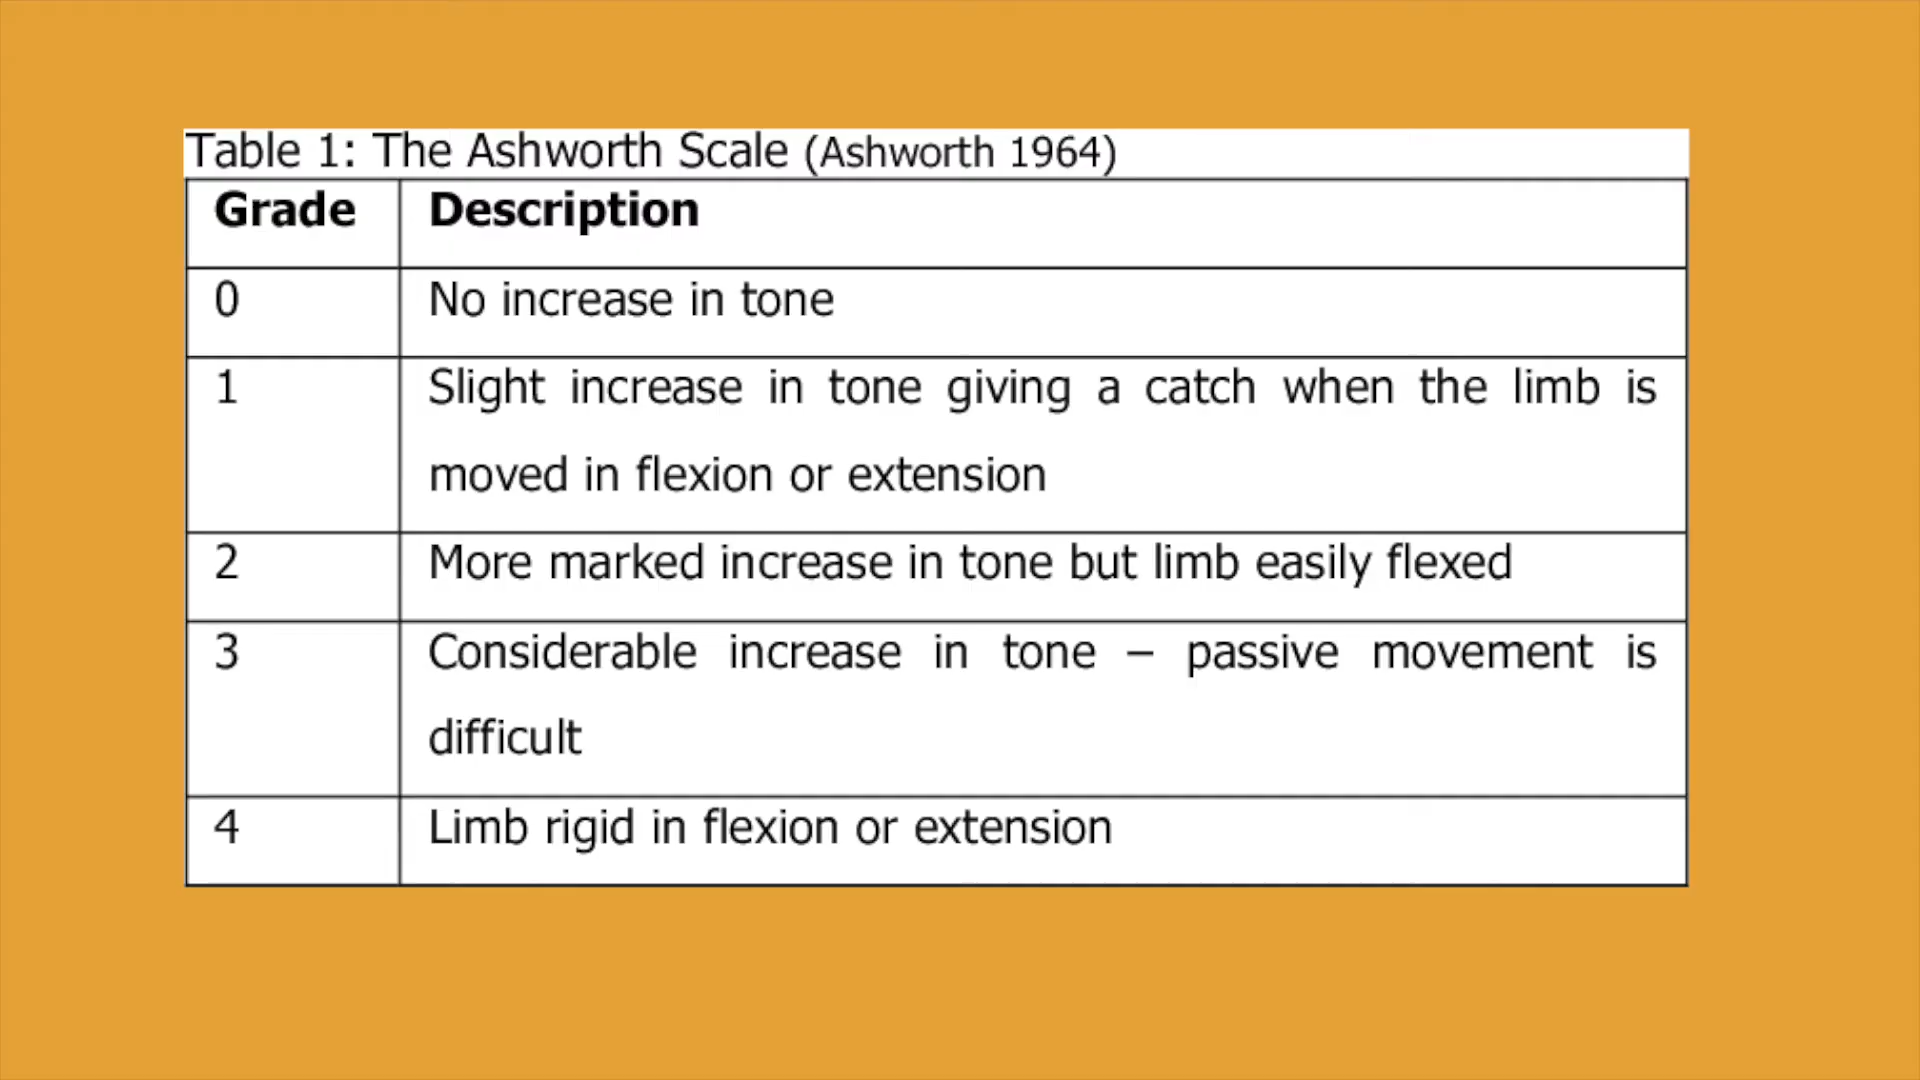 Table 1: The Ashworth Scale (Ashworth 1964)
Grade Description
0 No increase in tone
1 Slight increase in tone giving a catch when the limb is
moved in flexion or extension
2 More marked increase in tone but limb easily flexed
3 Considerable increase in tone – passive movement is
difficult
4 Limb rigid in flexion or extension